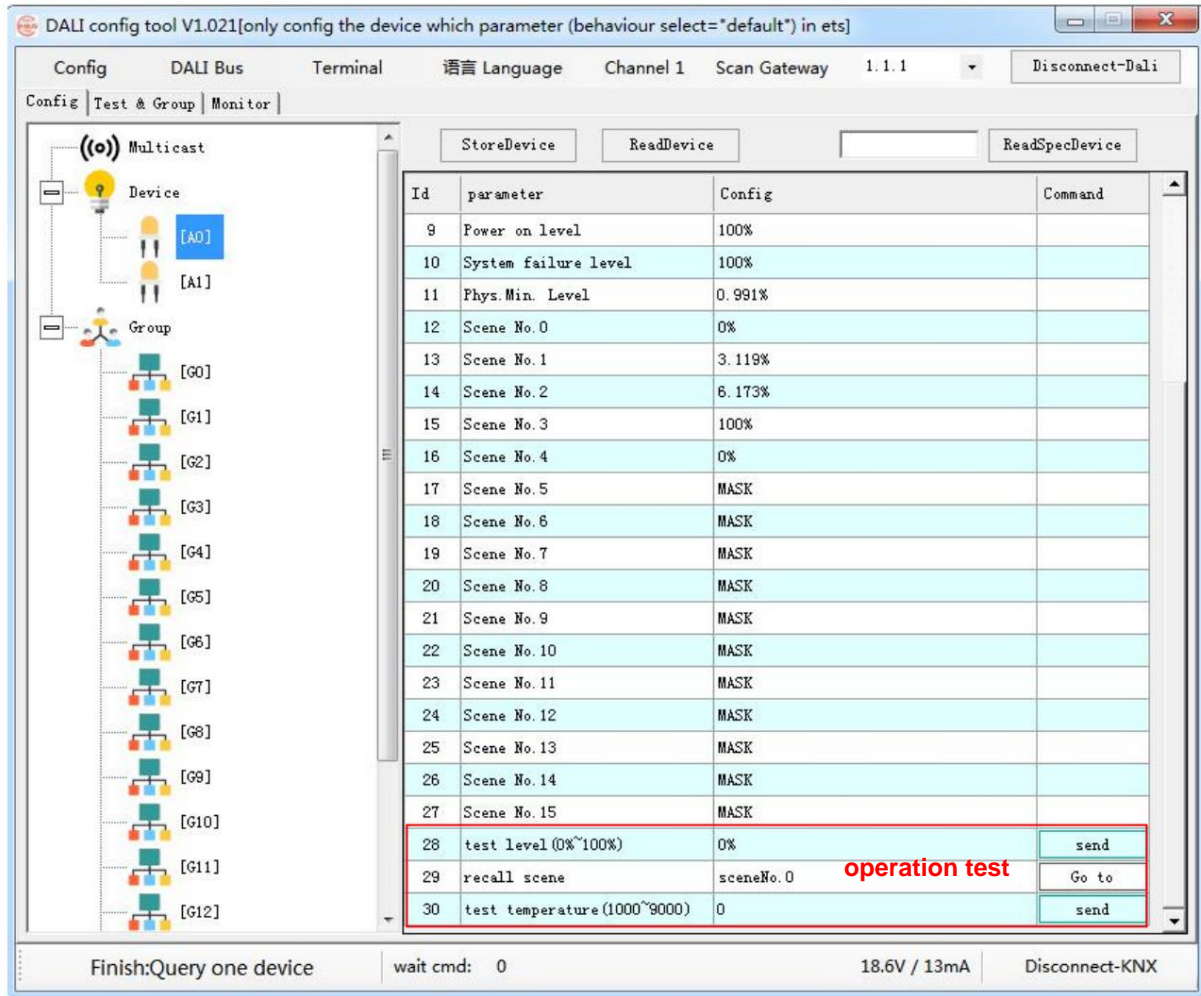 DALI config tool V1.021[only config the device which parameter (behaviour select="default") in ets]
Config DALI Bus Terminal 语言 Language Channel 1 Scan Gateway 1.1.1 Disconnect-Dali
Config Test & Group Monitor
((o)) Multicast
Device
[A0]
[A1]
Group
[G0]
[G1]
[G2]
[G3]
[G4]
[G5]
[G6]
[G7]
[G8]
[G9]
[G10]
[G11]
[G12]
StoreDevice ReadDevice ReadSpecDevice
Id parameter Config Command
9 Power on level 100%
10 System failure level 100%
11 Phys.Min. Level 0.991%
12 Scene No.0 0%
13 Scene No.1 3.119%
14 Scene No.2 6.173%
15 Scene No.3 100%
16 Scene No.4 0%
17 Scene No.5 MASK
18 Scene No.6 MASK
19 Scene No.7 MASK
20 Scene No.8 MASK
21 Scene No.9 MASK
22 Scene No.10 MASK
23 Scene No.11 MASK
24 Scene No.12 MASK
25 Scene No.13 MASK
26 Scene No.14 MASK
27 Scene No.15 MASK
28 test level(0%~100%) 0% send
29 recall scene sceneNo.0 operation test Go to
30 test temperature(1000~9000) 0 send
Finish:Query one device wait cmd: 0 18.6V / 13mA Disconnect-KNX